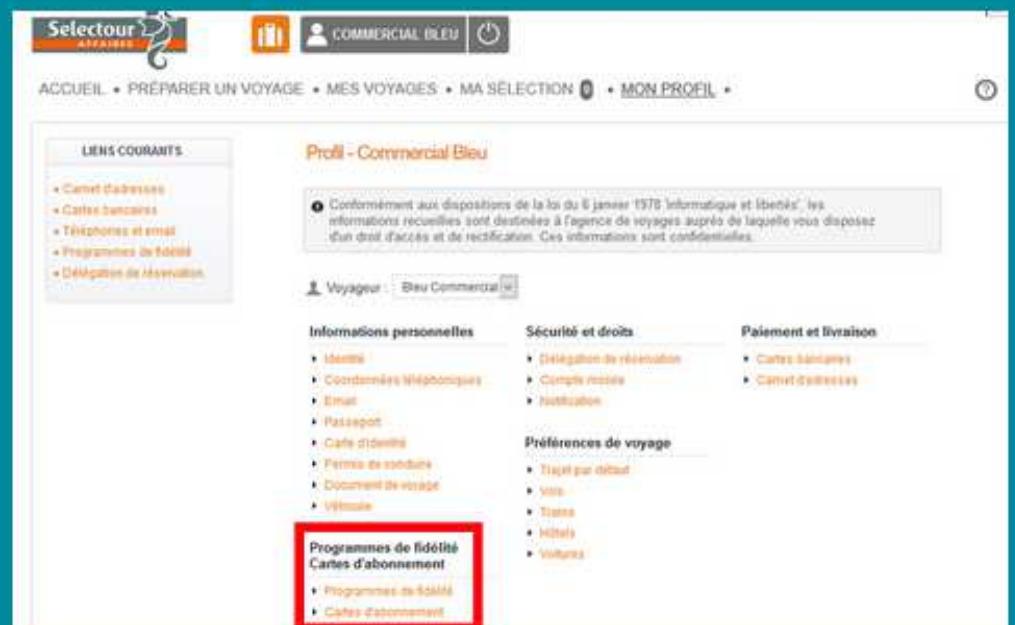 Selectour
AFFAIRES
COMMERCIAL BLEU
ACCUEIL • PRÉPARER UN VOYAGE • MES VOYAGES • MA SÉLECTION 0 • MON PROFIL •
?
LIENS COURANTS
Carnet d'adresses
Cartes bancaires
Téléphones et email
Programmes de fidélité
Délégation de réservation
Profil - Commercial Bleu
Conformément aux dispositions de la loi du 6 janvier 1978 'informatique et libertés', les
informations recueillies sont destinées à l'agence de voyages auprès de laquelle vous disposez
d'un droit d'accès et de rectification. Ces informations sont confidentielles.
Voyageur : Bleu Commercial
Informations personnelles
Identité
Coordonnées téléphoniques
Email
Passeport
Carte d'identité
Permis de conduire
Document de voyage
Véhicule
Programmes de fidélité
Cartes d'abonnement
Programmes de fidélité
Cartes d'abonnement
Sécurité et droits
Délégation de réservation
Compte mobile
Notification
Préférences de voyage
Trajet par défaut
Vols
Trains
Hôtels
Voitures
Paiement et livraison
Cartes bancaires
Carnet d'adresses